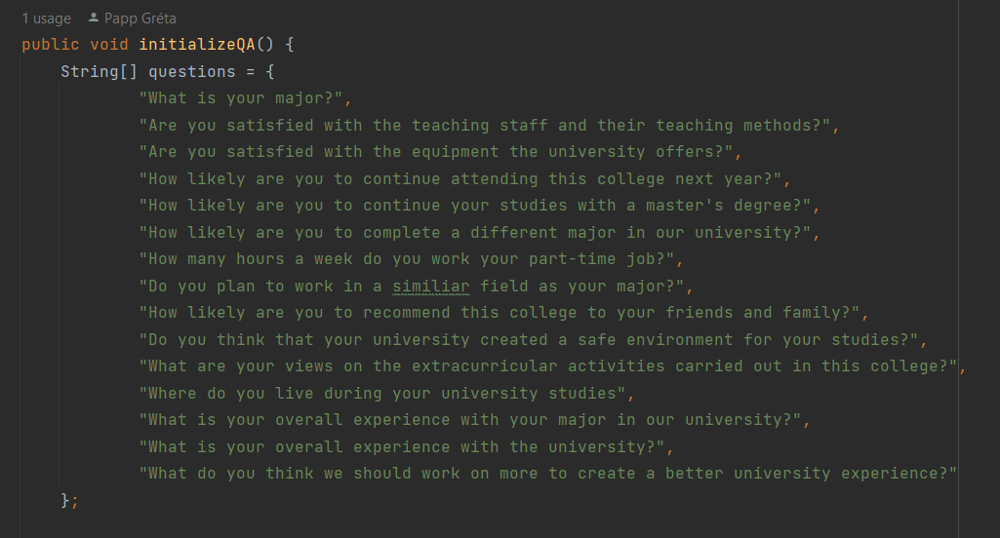 1 usage Papp Gréta
public void initializeQA() {
String[] questions = {
"What is your major?",
"Are you satisfied with the teaching staff and their teaching methods?",
"Are you satisfied with the equipment the university offers?",
"How likely are you to continue attending this college next year?",
"How likely are you to continue your studies with a master's degree?",
"How likely are you to complete a different major in our university?",
"How many hours a week do you work your part-time job?",
"Do you plan to work in a similiar field as your major?",
"How likely are you to recommend this college to your friends and family?",
"Do you think that your university created a safe environment for your studies?",
"What are your views on the extracurricular activities carried out in this college?",
"Where do you live during your university studies",
"What is your overall experience with your major in our university?",
"What is your overall experience with the university?",
"What do you think we should work on more to create a better university experience?"
};